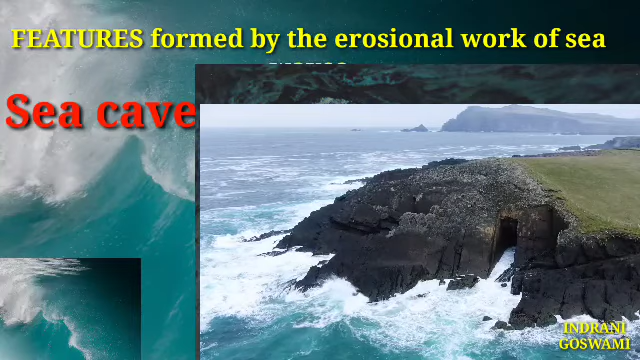 FEATURES formed by the erosional work of sea
Sea cave
INDRANI
GOSWAMI